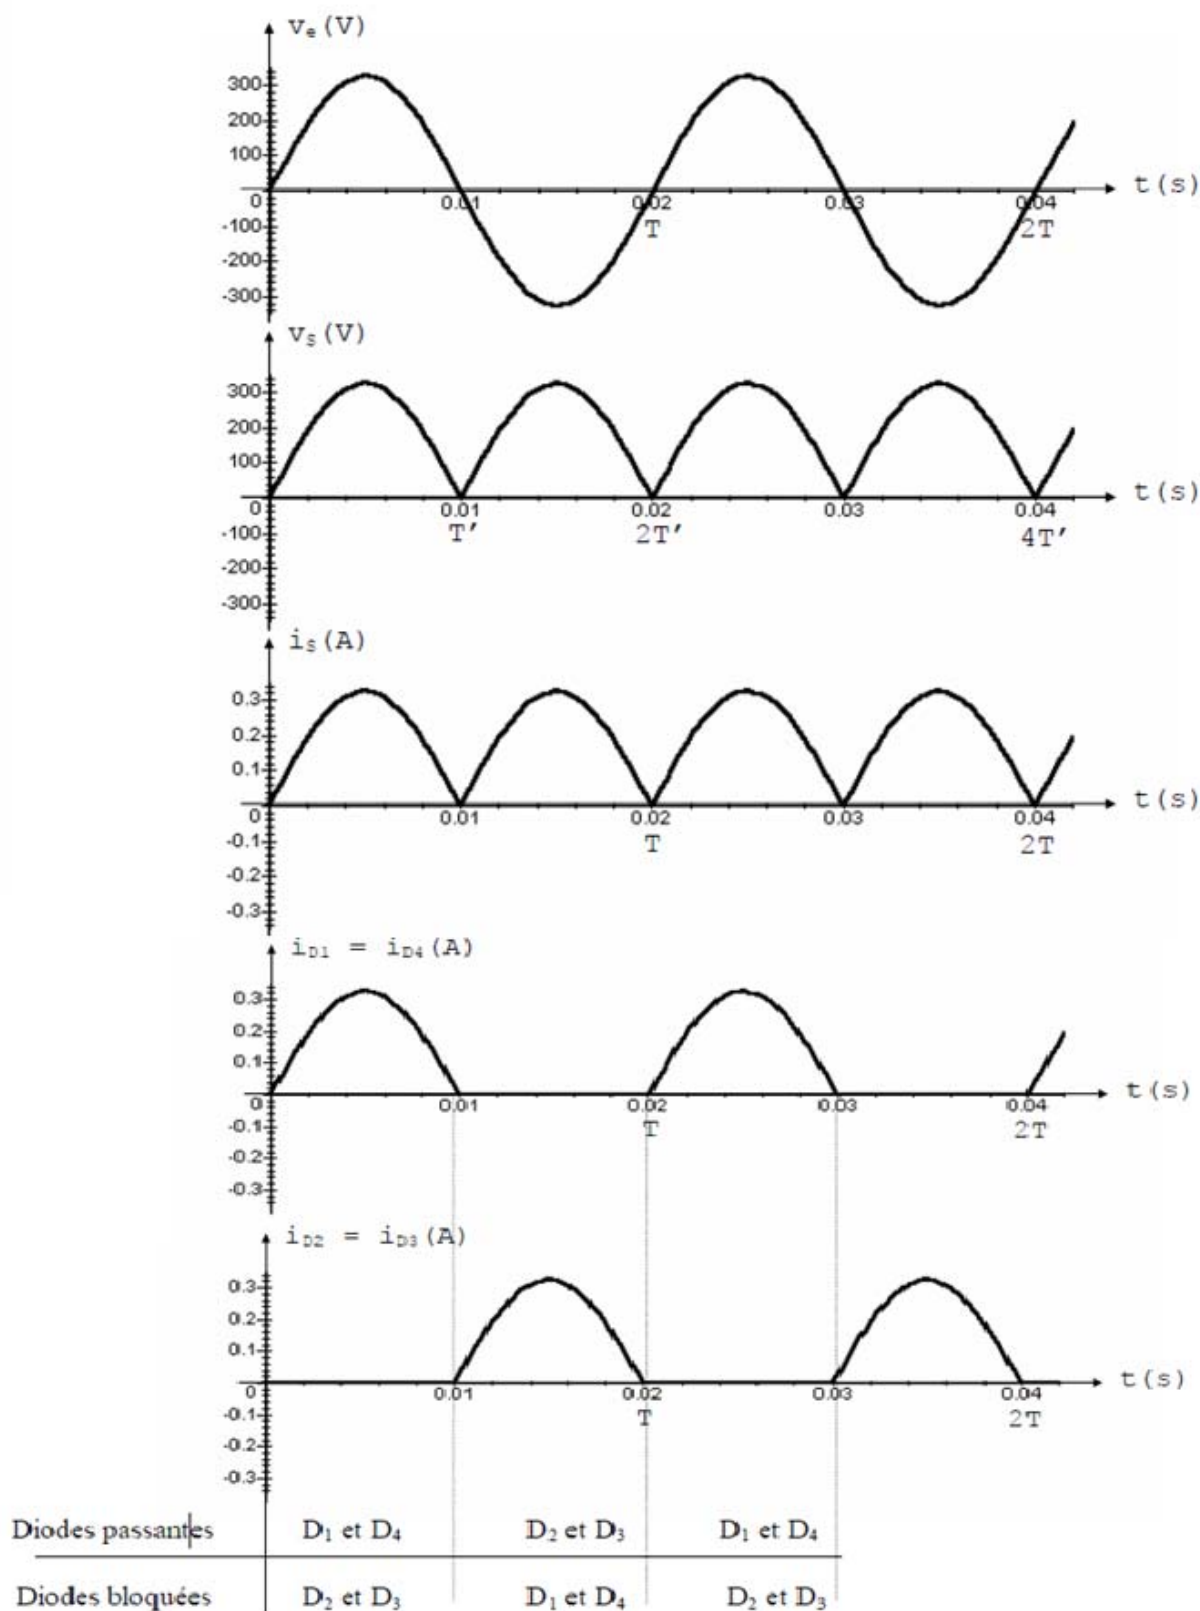 vₑ(V)
300
200
100
0 0.01 0.02 0.03 0.04 t(s)
T 2T
-100
-200
-300
vₛ(V)
300
200
100
0 0.01 0.02 0.03 0.04 t(s)
T' 2T' 4T'
-100
-200
-300
iₛ(A)
0.3
0.2
0.1
0 0.01 0.02 0.03 0.04 t(s)
T 2T
-0.1
-0.2
-0.3
i_D1 = i_D4(A)
0.3
0.2
0.1
0 0.01 0.02 0.03 0.04 t(s)
T 2T
-0.1
-0.2
-0.3
i_D2 = i_D3(A)
0.3
0.2
0.1
0 0.01 0.02 0.03 0.04 t(s)
T 2T
-0.1
-0.2
-0.3
Diodes passantes D₁ et D₄ D₂ et D₃ D₁ et D₄
Diodes bloquées D₂ et D₃ D₁ et D₄ D₂ et D₃